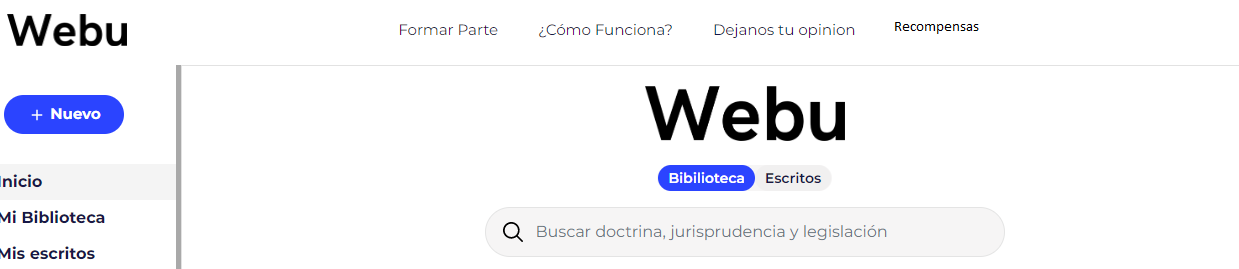 Webu
Formar Parte ¿Cómo Funciona? Dejanos tu opinion Recompensas
+ Nuevo
Inicio
Mi Biblioteca
Mis escritos
Webu
Bibilioteca Escritos
Buscar doctrina, jurisprudencia y legislación